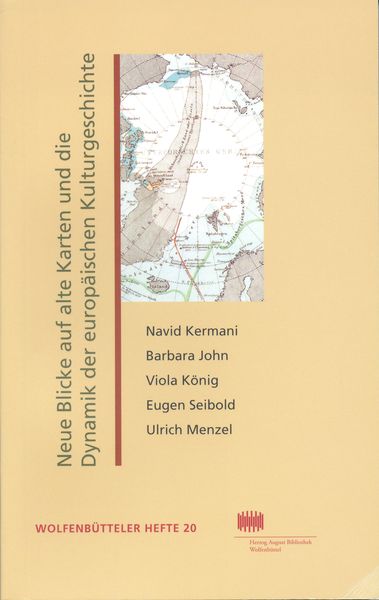 Neue Blicke auf alte Karten und die
Dynamik der europäischen Kulturgeschichte
Navid Kermani
Barbara John
Viola König
Eugen Seibold
Ulrich Menzel
WOLFENBÜTTELER HEFTE 20
Herzog August Bibliothek
Wolfenbüttel